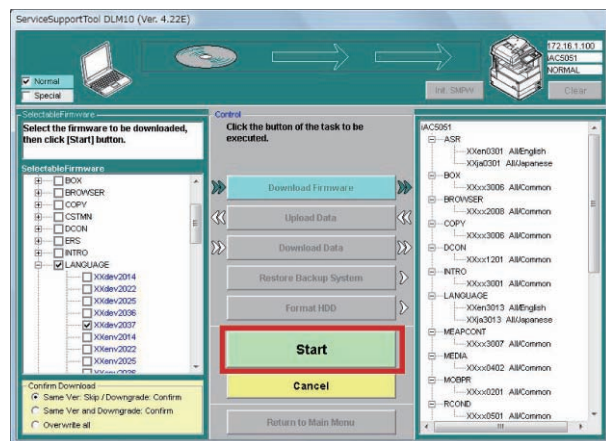 ServiceSupportTool DLM10 (Ver. 4.22E)
172.16.1.100
iAC5051
NORMAL
Normal
Special
Init. SMPW
Clear
SelectableFirmware
Select the firmware to be downloaded,
then click [Start] button.
SelectableFirmware
BOX
BROWSER
COPY
CSTMN
DCON
ERS
INTRO
LANGUAGE
XXdev2014
XXdev2022
XXdev2025
XXdev2036
XXdev2037
XXenv2014
XXenv2022
XXenv2025
Confirm Download
Same Ver: Skip / Downgrade: Confirm
Same Ver and Downgrade: Confirm
Overwrite all
Control
Click the button of the task to be
executed.
Download Firmware
Upload Data
Download Data
Restore Backup System
Format HDD
Start
Cancel
Return to Main Menu
iAC5051
ASR
XXen0301 All/English
XXja0301 All/Japanese
BOX
XXxx3006 All/Common
BROWSER
XXxx2008 All/Common
COPY
XXxx3006 All/Common
DCON
XXxx1201 All/Common
INTRO
XXxx3001 All/Common
LANGUAGE
XXen3013 All/English
XXja3013 All/Japanese
MEAPCONT
XXxx3007 All/Common
MEDIA
XXxx0402 All/Common
MOBPR
XXxx0201 All/Common
RCOND
XXxx0501 All/Common